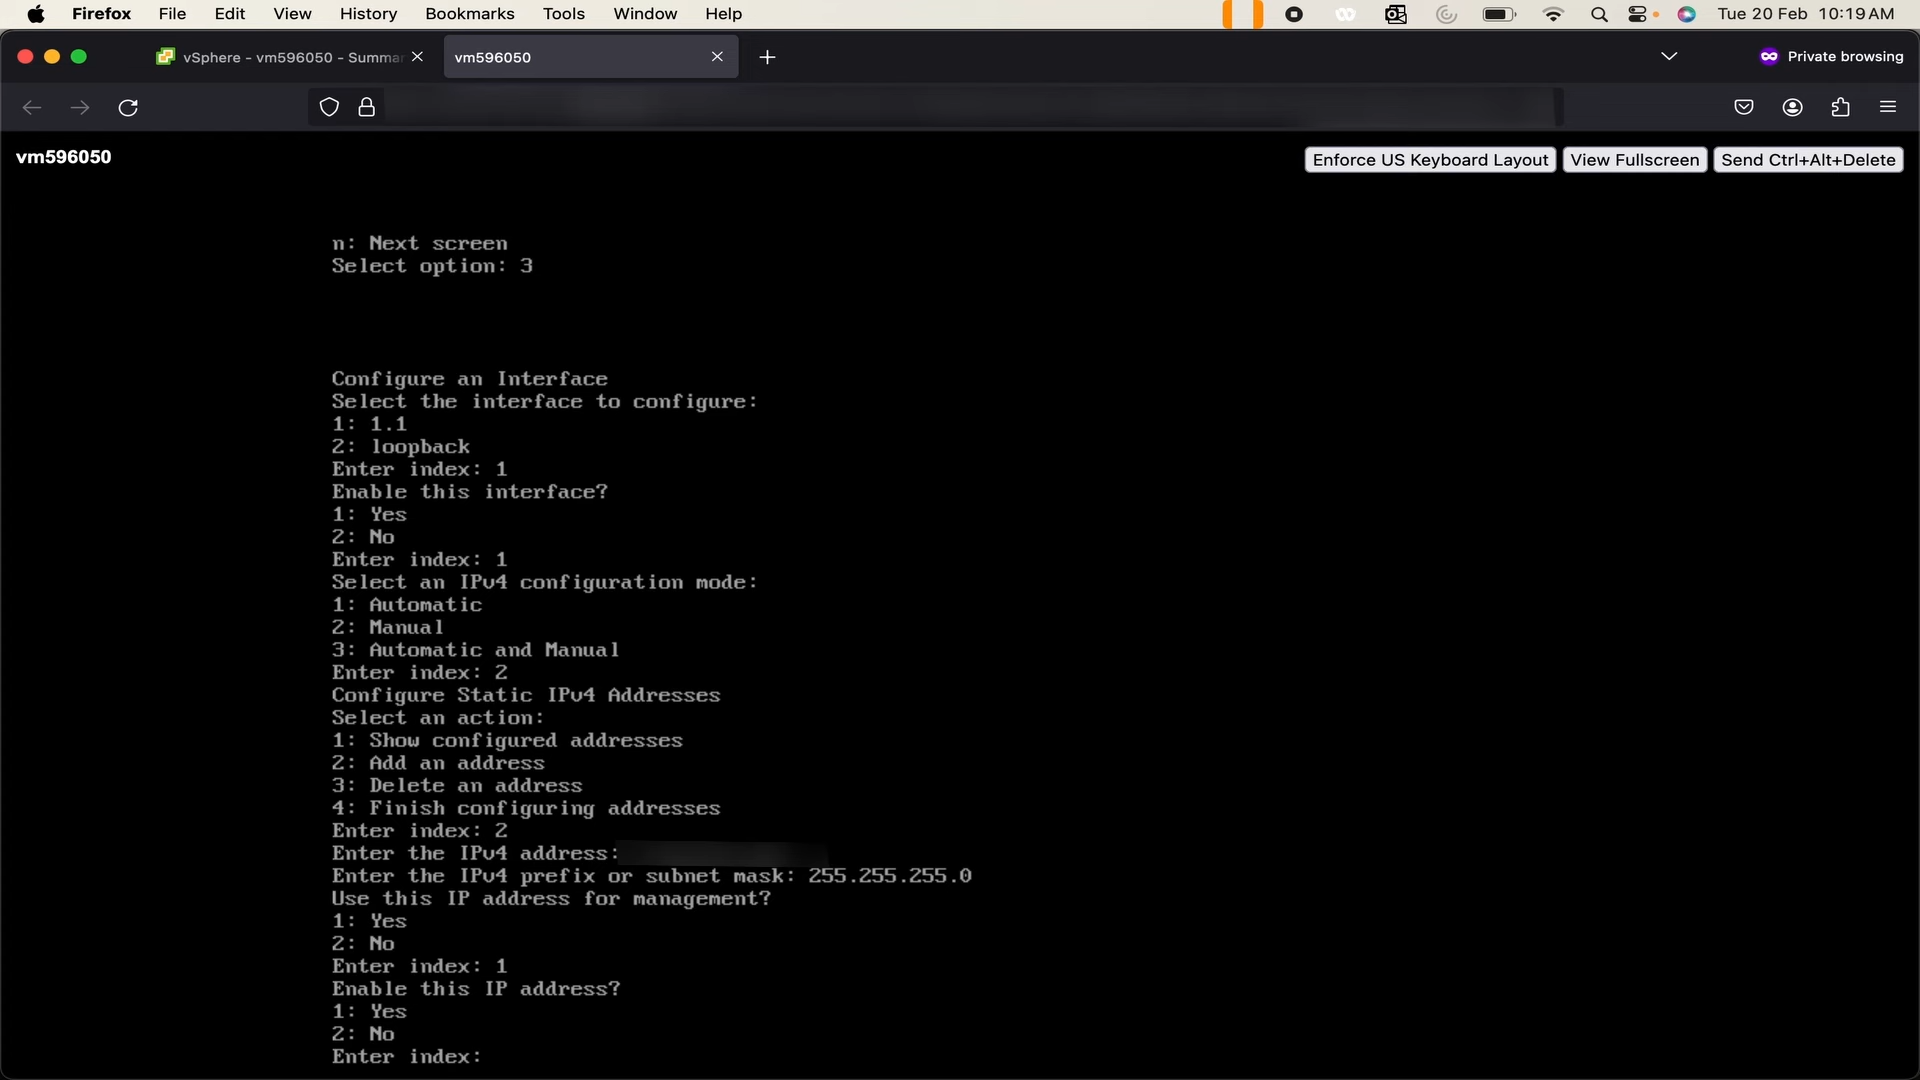 Firefox File Edit View History Bookmarks Tools Window Help Tue 20 Feb 10:19 AM
vSphere - vm596050 - Summar vm596050 Private browsing
vm596050 Enforce US Keyboard Layout View Fullscreen Send Ctrl+Alt+Delete
n: Next screen
Select option: 3
Configure an Interface
Select the interface to configure:
1: 1.1
2: loopback
Enter index: 1
Enable this interface?
1: Yes
2: No
Enter index: 1
Select an IPv4 configuration mode:
1: Automatic
2: Manual
3: Automatic and Manual
Enter index: 2
Configure Static IPv4 Addresses
Select an action:
1: Show configured addresses
2: Add an address
3: Delete an address
4: Finish configuring addresses
Enter index: 2
Enter the IPv4 address:
Enter the IPv4 prefix or subnet mask: 255.255.255.0
Use this IP address for management?
1: Yes
2: No
Enter index: 1
Enable this IP address?
1: Yes
2: No
Enter index: